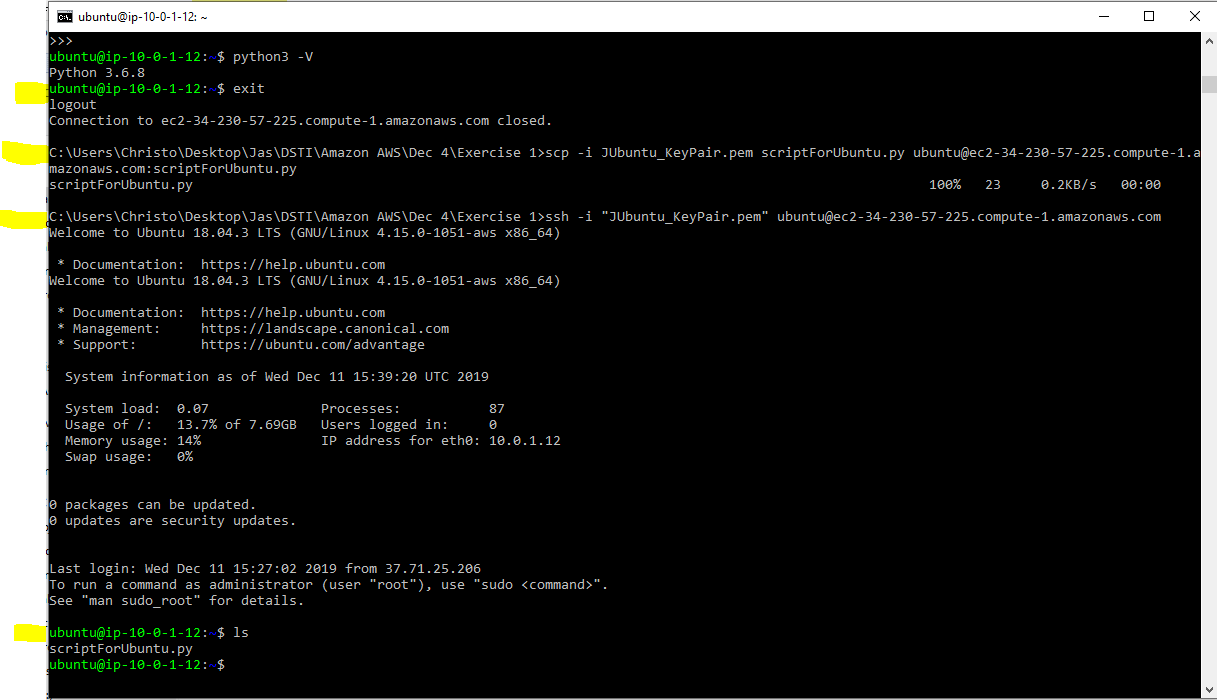 ubuntu@ip-10-0-1-12: ~
>>>
ubuntu@ip-10-0-1-12:~$ python3 -V
Python 3.6.8
ubuntu@ip-10-0-1-12:~$ exit
logout
Connection to ec2-34-230-57-225.compute-1.amazonaws.com closed.
C:\Users\Christo\Desktop\Jas\DSTI\Amazon AWS\Dec 4\Exercise 1>scp -i JUbuntu_KeyPair.pem scriptForUbuntu.py ubuntu@ec2-34-230-57-225.compute-1.a
mazonaws.com:scriptForUbuntu.py
scriptForUbuntu.py 100% 23 0.2KB/s 00:00
C:\Users\Christo\Desktop\Jas\DSTI\Amazon AWS\Dec 4\Exercise 1>ssh -i "JUbuntu_KeyPair.pem" ubuntu@ec2-34-230-57-225.compute-1.amazonaws.com
Welcome to Ubuntu 18.04.3 LTS (GNU/Linux 4.15.0-1051-aws x86_64)
* Documentation: https://help.ubuntu.com
Welcome to Ubuntu 18.04.3 LTS (GNU/Linux 4.15.0-1051-aws x86_64)
* Documentation: https://help.ubuntu.com
* Management: https://landscape.canonical.com
* Support: https://ubuntu.com/advantage
System information as of Wed Dec 11 15:39:20 UTC 2019
System load: 0.07 Processes: 87
Usage of /: 13.7% of 7.69GB Users logged in: 0
Memory usage: 14% IP address for eth0: 10.0.1.12
Swap usage: 0%
0 packages can be updated.
0 updates are security updates.
Last login: Wed Dec 11 15:27:02 2019 from 37.71.25.206
To run a command as administrator (user "root"), use "sudo <command>".
See "man sudo_root" for details.
ubuntu@ip-10-0-1-12:~$ ls
scriptForUbuntu.py
ubuntu@ip-10-0-1-12:~$